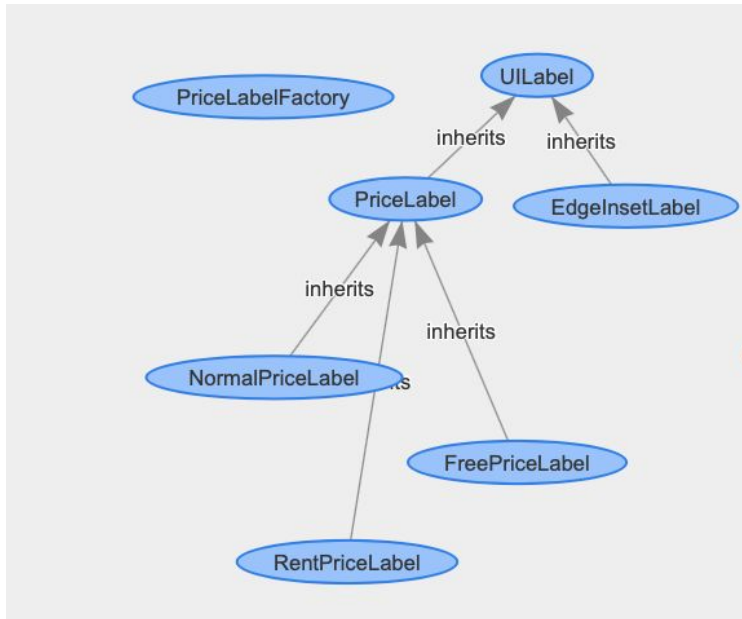 UILabel
PriceLabelFactory
inherits
inherits
PriceLabel
EdgeInsetLabel
inherits
inherits
NormalPriceLabel
FreePriceLabel
RentPriceLabel